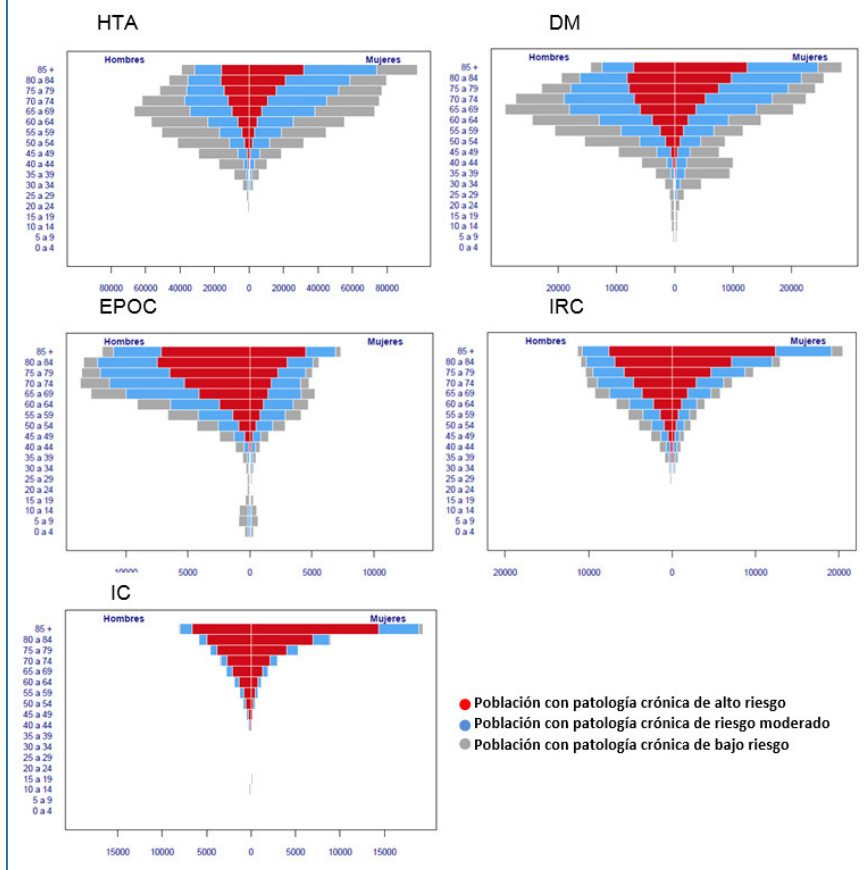 HTA
Hombres Mujeres
85 +
80 a 84
75 a 79
70 a 74
65 a 69
60 a 64
55 a 59
50 a 54
45 a 49
40 a 44
35 a 39
30 a 34
25 a 29
20 a 24
15 a 19
10 a 14
5 a 9
0 a 4
80000 60000 40000 20000 0 20000 40000 60000 80000
DM
Hombres Mujeres
85 +
80 a 84
75 a 79
70 a 74
65 a 69
60 a 64
55 a 59
50 a 54
45 a 49
40 a 44
35 a 39
30 a 34
25 a 29
20 a 24
15 a 19
10 a 14
5 a 9
0 a 4
20000 10000 0 10000 20000
EPOC
Hombres Mujeres
85 +
80 a 84
75 a 79
70 a 74
65 a 69
60 a 64
55 a 59
50 a 54
45 a 49
40 a 44
35 a 39
30 a 34
25 a 29
20 a 24
15 a 19
10 a 14
5 a 9
0 a 4
10000 5000 0 5000 10000
IRC
Hombres Mujeres
85 +
80 a 84
75 a 79
70 a 74
65 a 69
60 a 64
55 a 59
50 a 54
45 a 49
40 a 44
35 a 39
30 a 34
25 a 29
20 a 24
15 a 19
10 a 14
5 a 9
0 a 4
20000 10000 0 10000 20000
IC
Hombres Mujeres
85 +
80 a 84
75 a 79
70 a 74
65 a 69
60 a 64
55 a 59
50 a 54
45 a 49
40 a 44
35 a 39
30 a 34
25 a 29
20 a 24
15 a 19
10 a 14
5 a 9
0 a 4
15000 10000 5000 0 5000 10000 15000
Población con patología crónica de alto riesgo
Población con patología crónica de riesgo moderado
Población con patología crónica de bajo riesgo